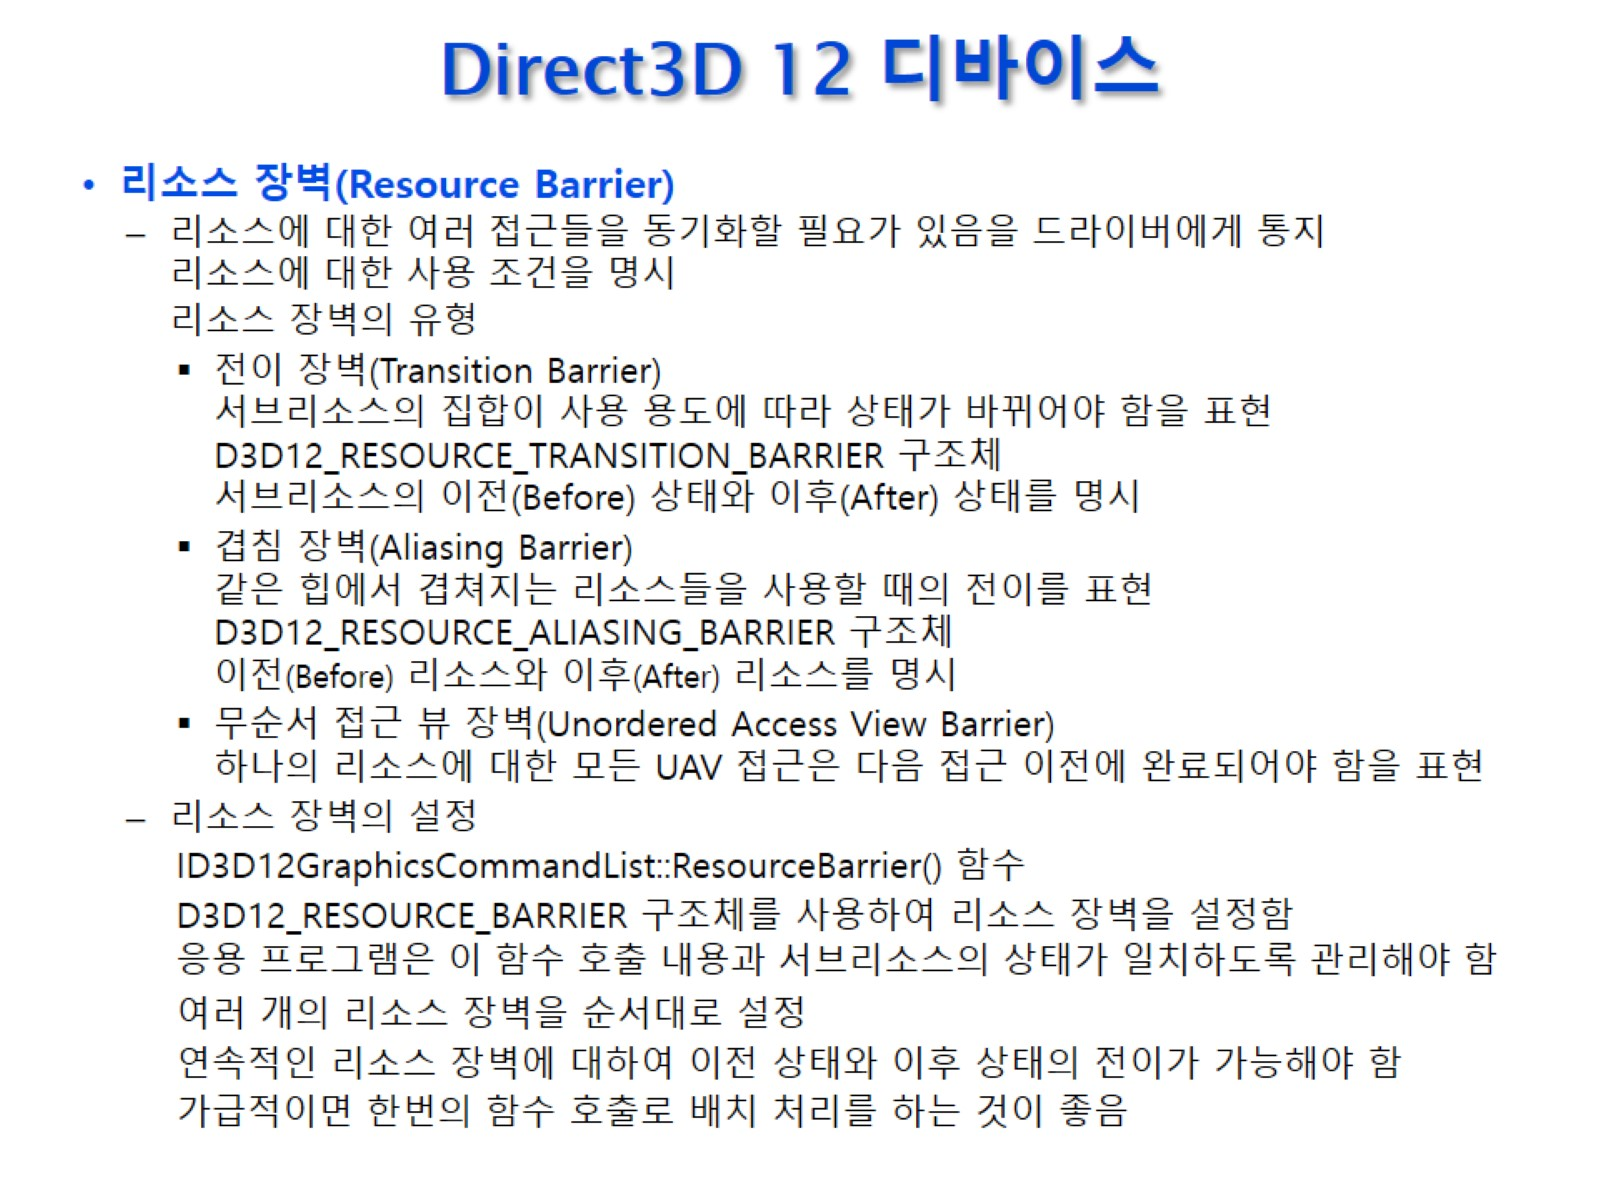 Direct3D 12 디바이스
• 리소스 장벽(Resource Barrier)
– 리소스에 대한 여러 접근들을 동기화할 필요가 있음을 드라이버에게 통지
리소스에 대한 사용 조건을 명시
리소스 장벽의 유형
▪ 전이 장벽(Transition Barrier)
서브리소스의 집합이 사용 용도에 따라 상태가 바뀌어야 함을 표현
D3D12_RESOURCE_TRANSITION_BARRIER 구조체
서브리소스의 이전(Before) 상태와 이후(After) 상태를 명시
▪ 겹침 장벽(Aliasing Barrier)
같은 힙에서 겹쳐지는 리소스들을 사용할 때의 전이를 표현
D3D12_RESOURCE_ALIASING_BARRIER 구조체
이전(Before) 리소스와 이후(After) 리소스를 명시
▪ 무순서 접근 뷰 장벽(Unordered Access View Barrier)
하나의 리소스에 대한 모든 UAV 접근은 다음 접근 이전에 완료되어야 함을 표현
– 리소스 장벽의 설정
ID3D12GraphicsCommandList::ResourceBarrier() 함수
D3D12_RESOURCE_BARRIER 구조체를 사용하여 리소스 장벽을 설정함
응용 프로그램은 이 함수 호출 내용과 서브리소스의 상태가 일치하도록 관리해야 함
여러 개의 리소스 장벽을 순서대로 설정
연속적인 리소스 장벽에 대하여 이전 상태와 이후 상태의 전이가 가능해야 함
가급적이면 한번의 함수 호출로 배치 처리를 하는 것이 좋음